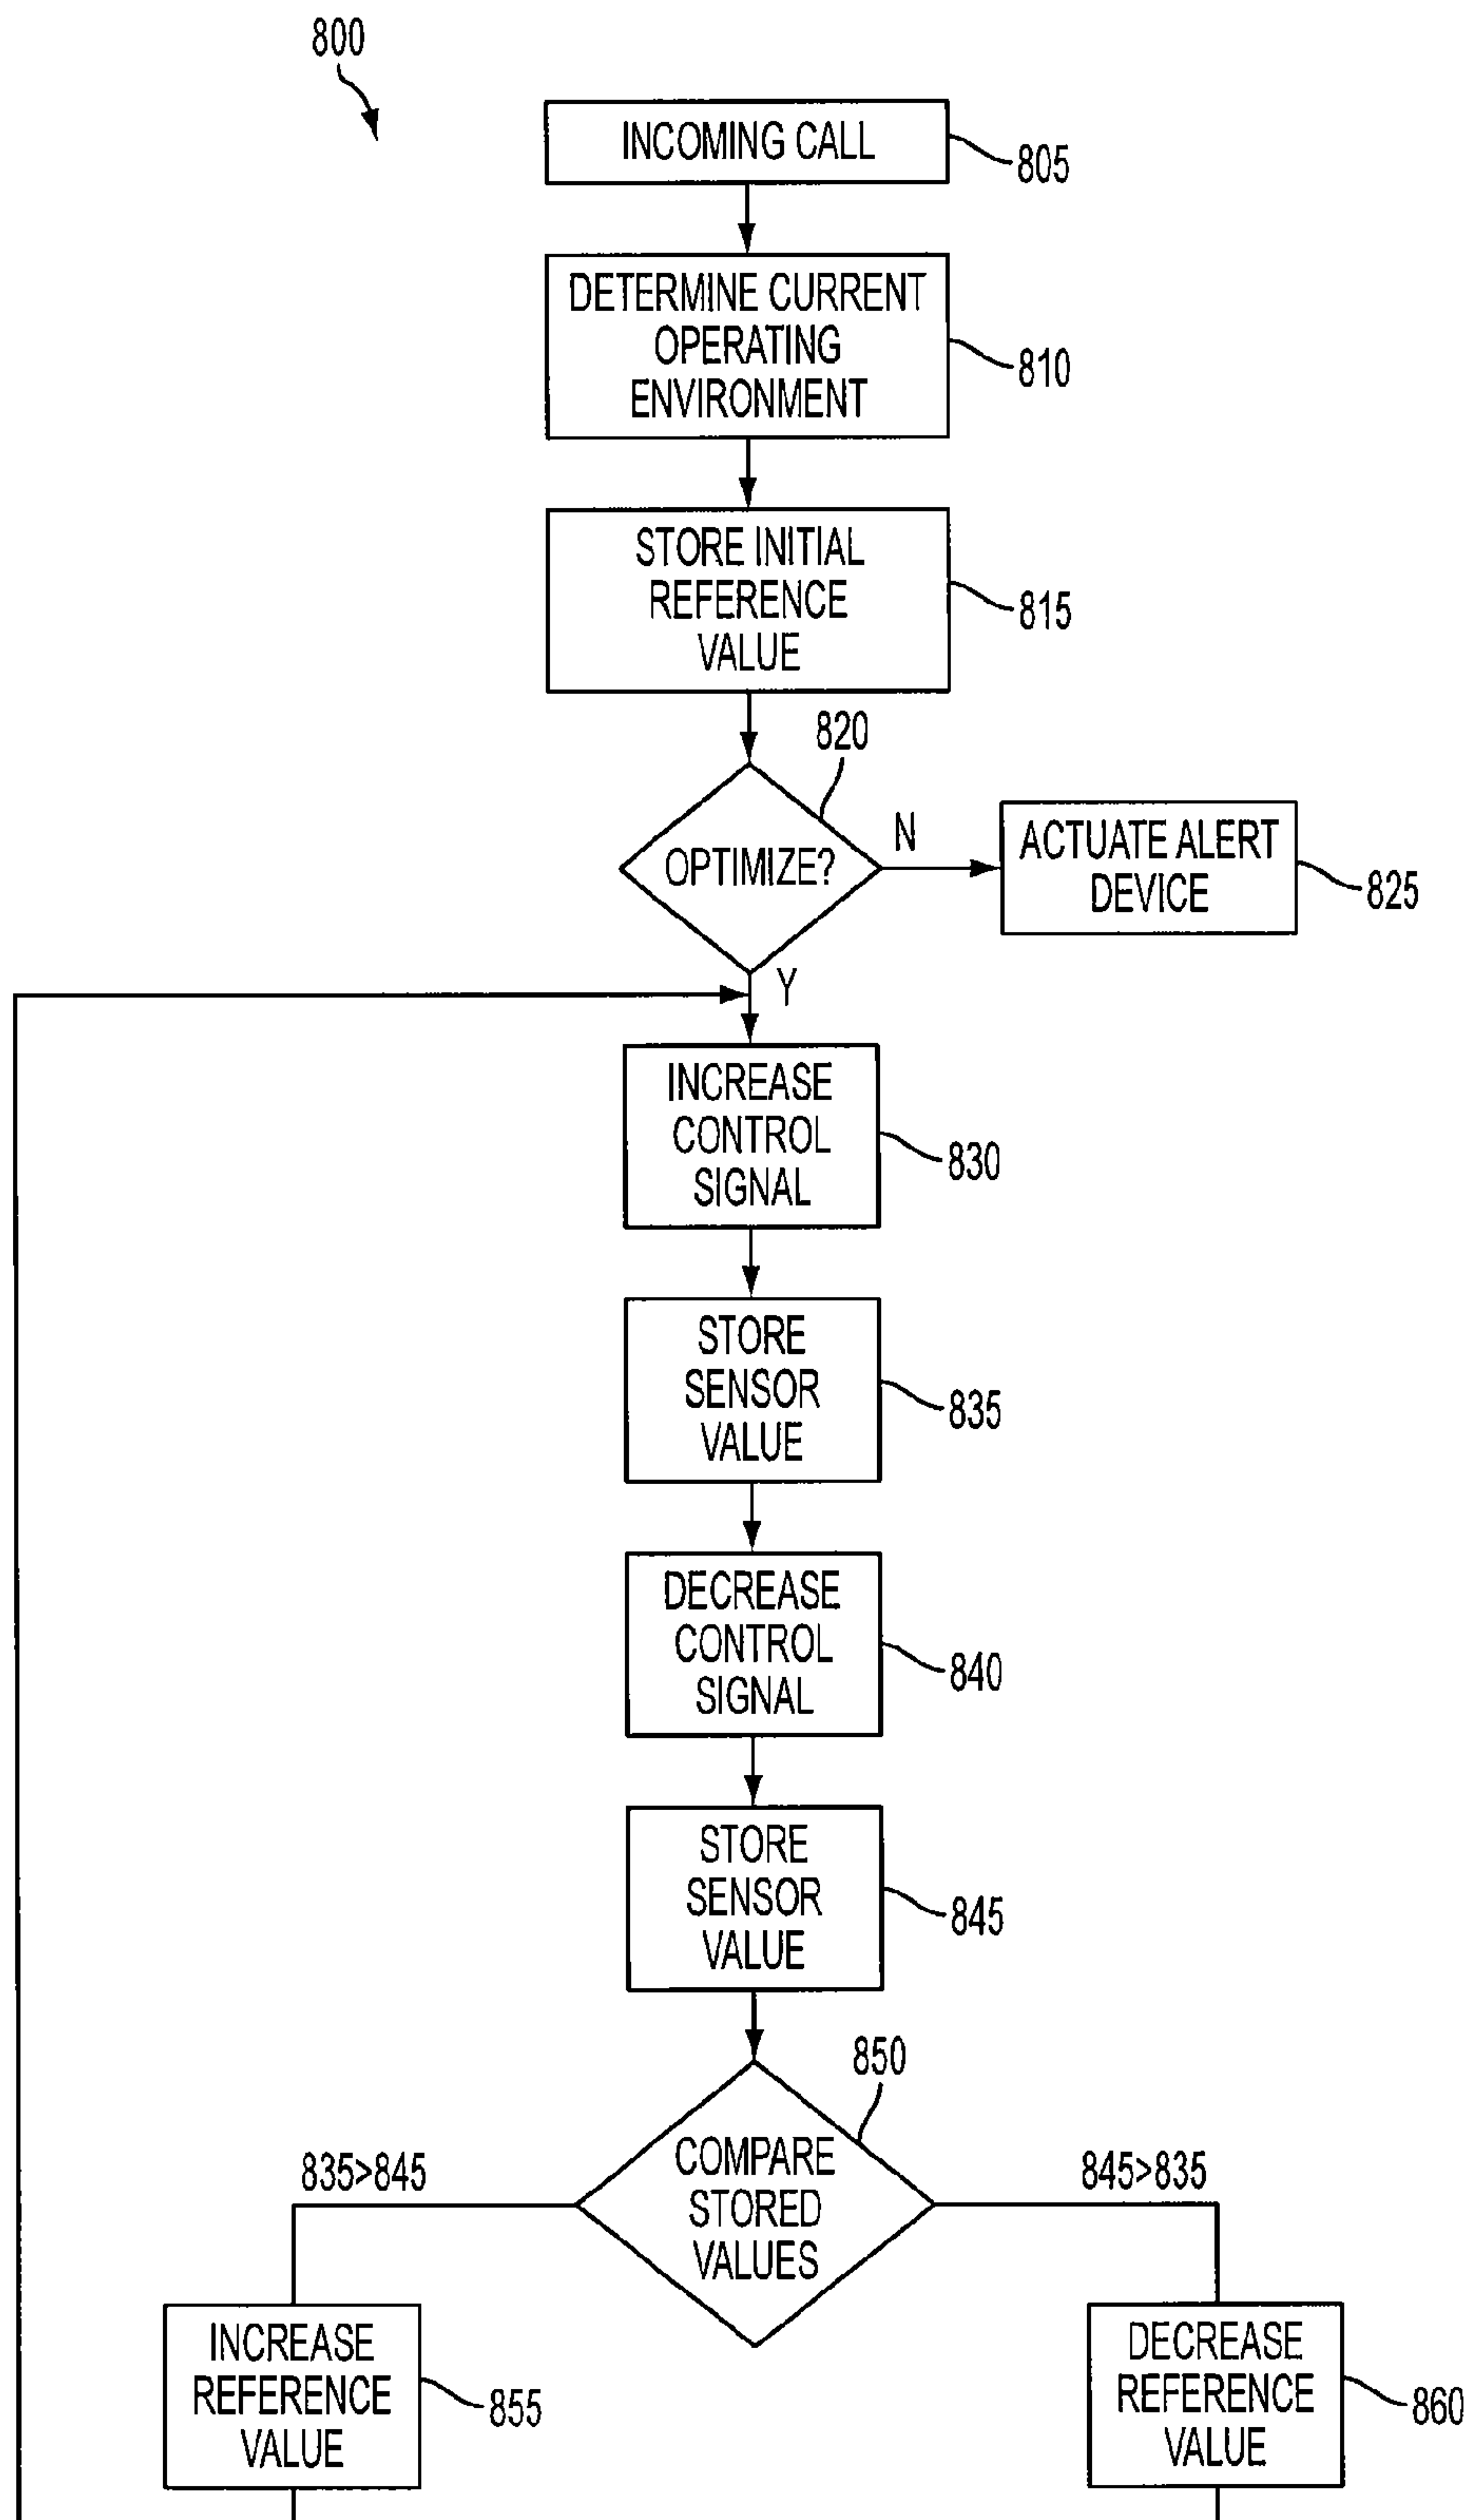 800
INCOMING CALL
805
DETERMINE CURRENT
OPERATING
ENVIRONMENT
810
STORE INITIAL
REFERENCE
VALUE
815
820
OPTIMIZE?
N
ACTUATE ALERT
DEVICE
825
Y
INCREASE
CONTROL
SIGNAL
830
STORE
SENSOR
VALUE
835
DECREASE
CONTROL
SIGNAL
840
STORE
SENSOR
VALUE
845
850
COMPARE
STORED
VALUES
835>845
845>835
INCREASE
REFERENCE
VALUE
855
DECREASE
REFERENCE
VALUE
860